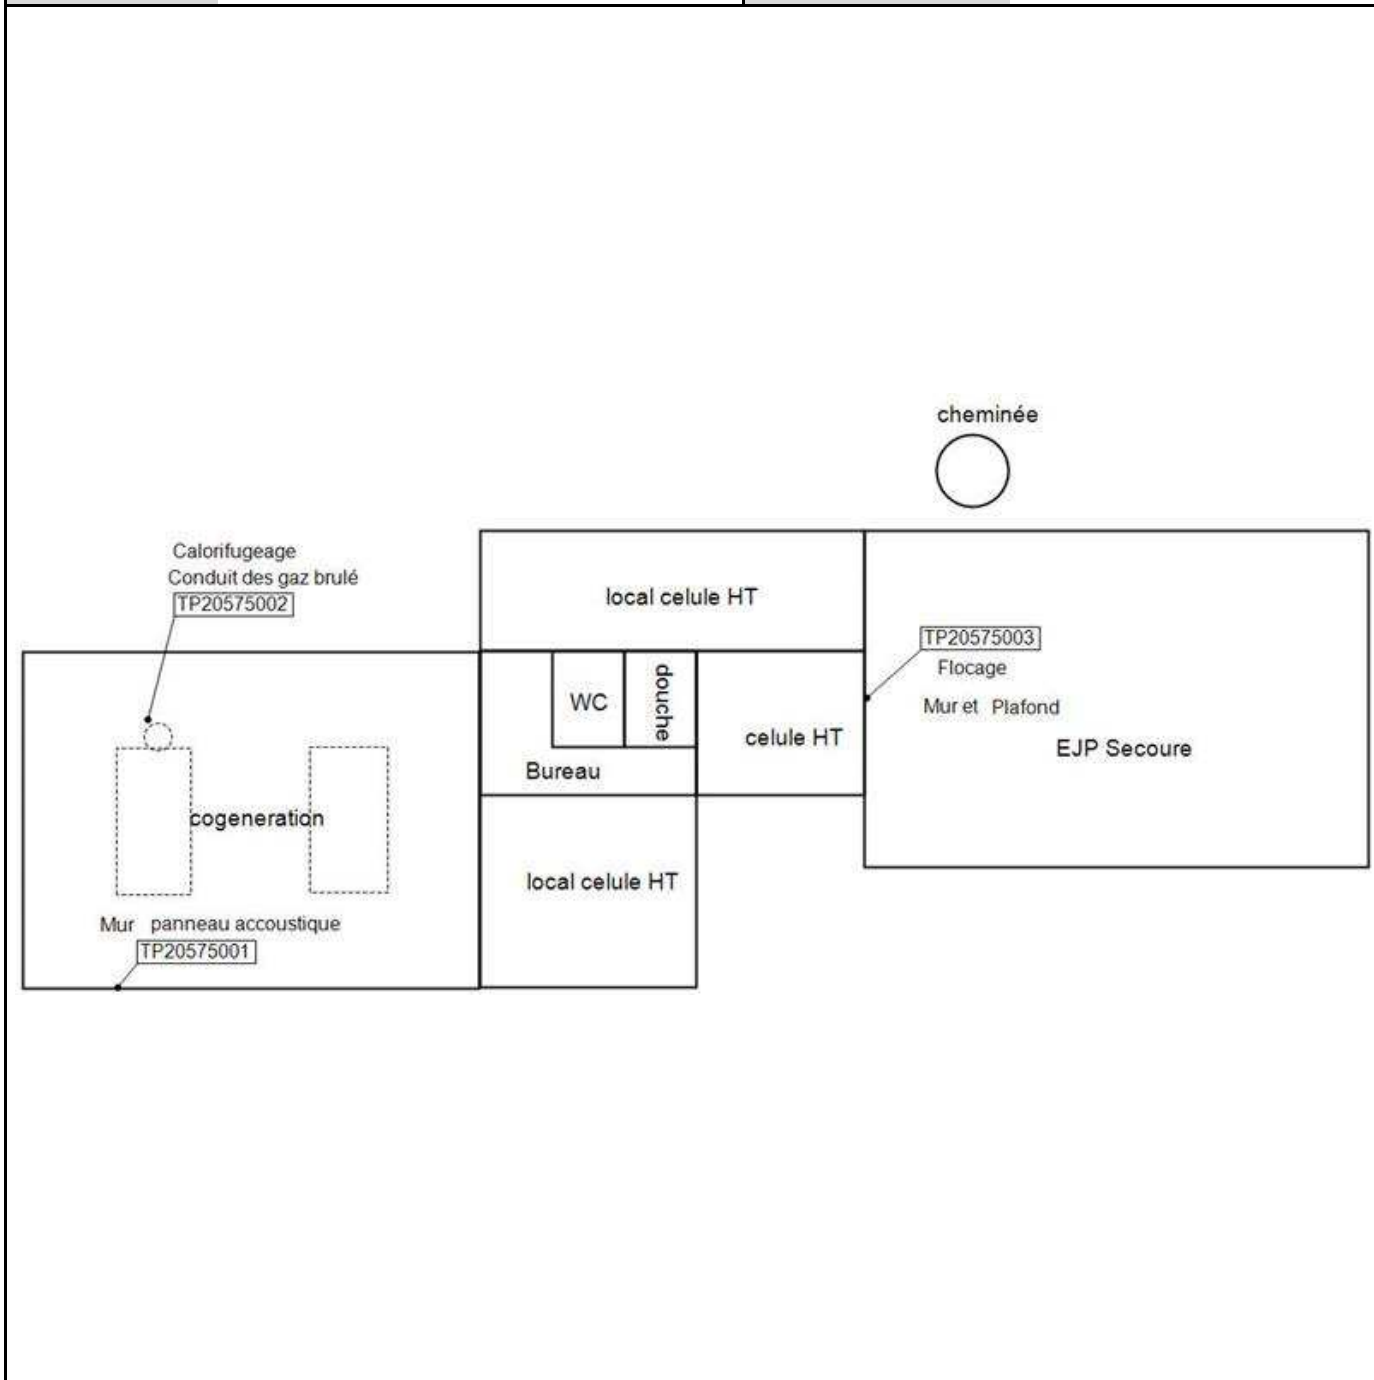 cheminée
Calorifugeage
Conduit des gaz brulé
TP20575002
local celule HT
TP20575003
Flocage
Mur et Plafond
WC
douche
celule HT
EJP Secoure
Bureau
cogeneration
local celule HT
Mur panneau accoustique
TP20575001